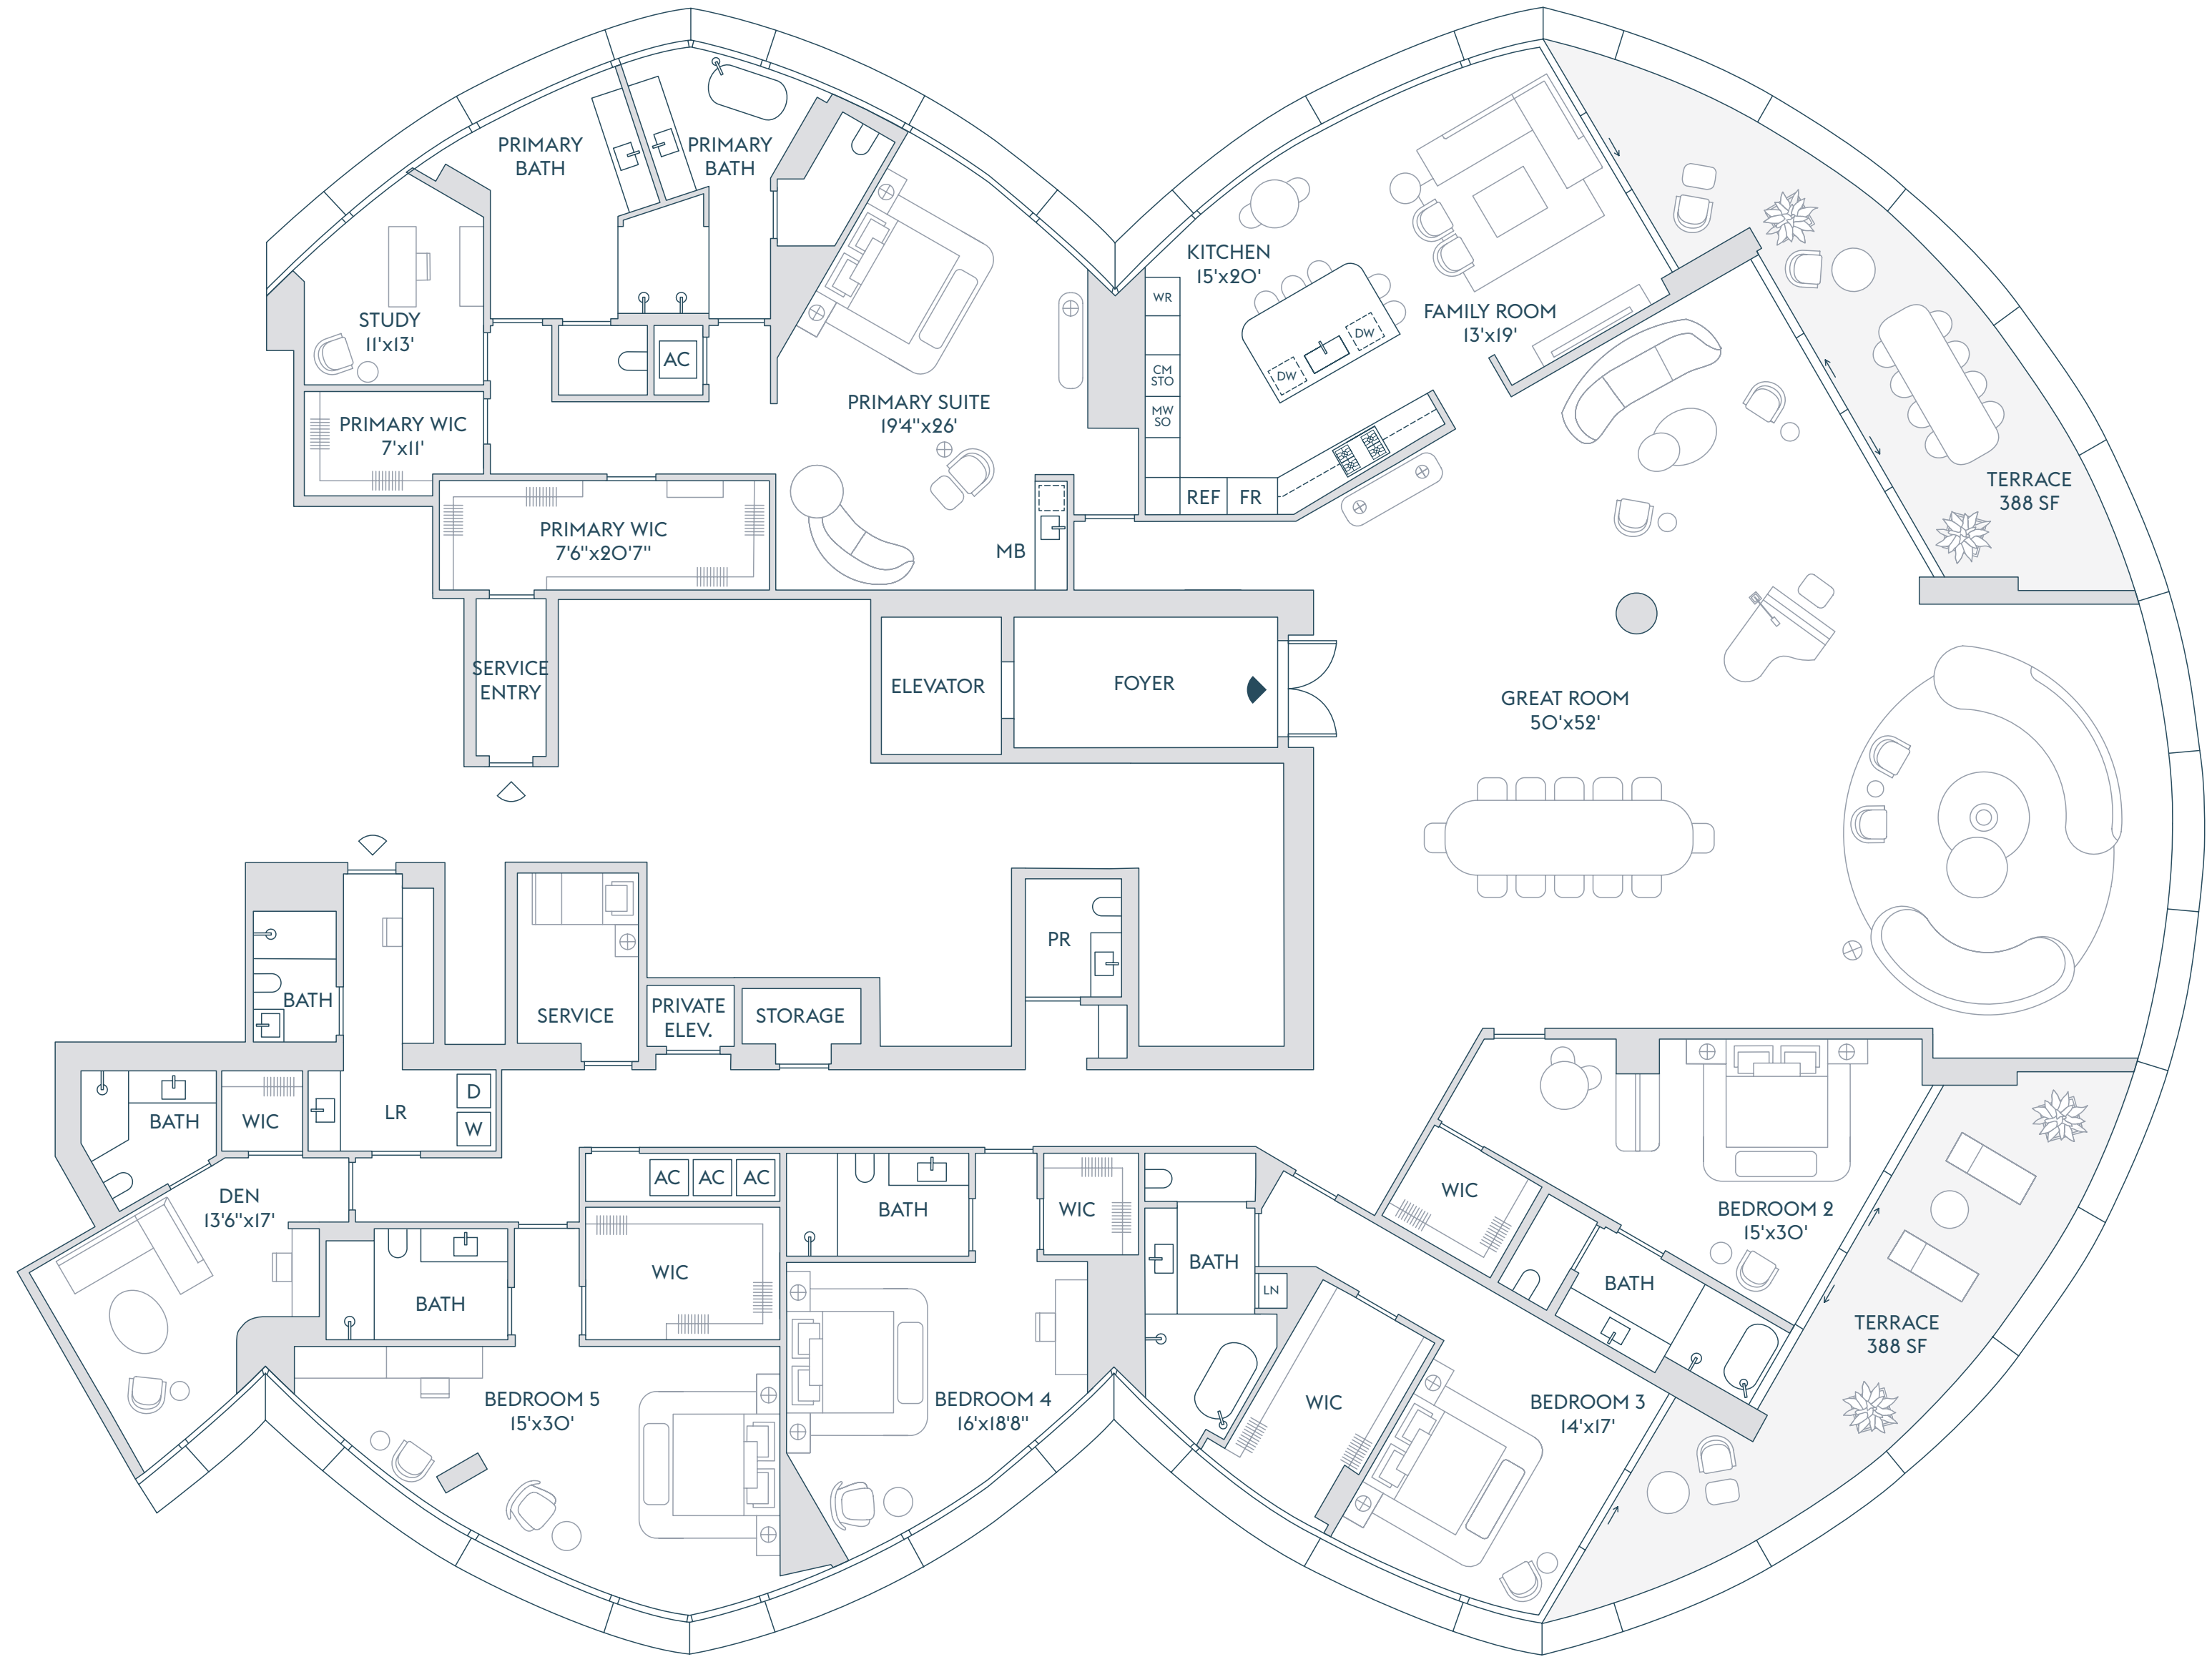 PRIMARY
BATH
PRIMARY
BATH
STUDY
11'x13'
AC
PRIMARY WIC
7'x11'
PRIMARY SUITE
19'4"x26'
PRIMARY WIC
7'6"x20'7"
MB
KITCHEN
15'x20'
WR
CM
STO
MW
SO
DW
DW
REF
FR
FAMILY ROOM
13'x19'
TERRACE
388 SF
SERVICE
ENTRY
ELEVATOR
FOYER
GREAT ROOM
50'x52'
BATH
SERVICE
PRIVATE
ELEV.
STORAGE
PR
BATH
WIC
LR
D
W
DEN
13'6"x17'
AC
AC
AC
BATH
WIC
BATH
WIC
BATH
LN
WIC
BATH
BEDROOM 2
15'x30'
TERRACE
388 SF
BEDROOM 5
15'x30'
BEDROOM 4
16'x18'8"
WIC
BEDROOM 3
14'x17'